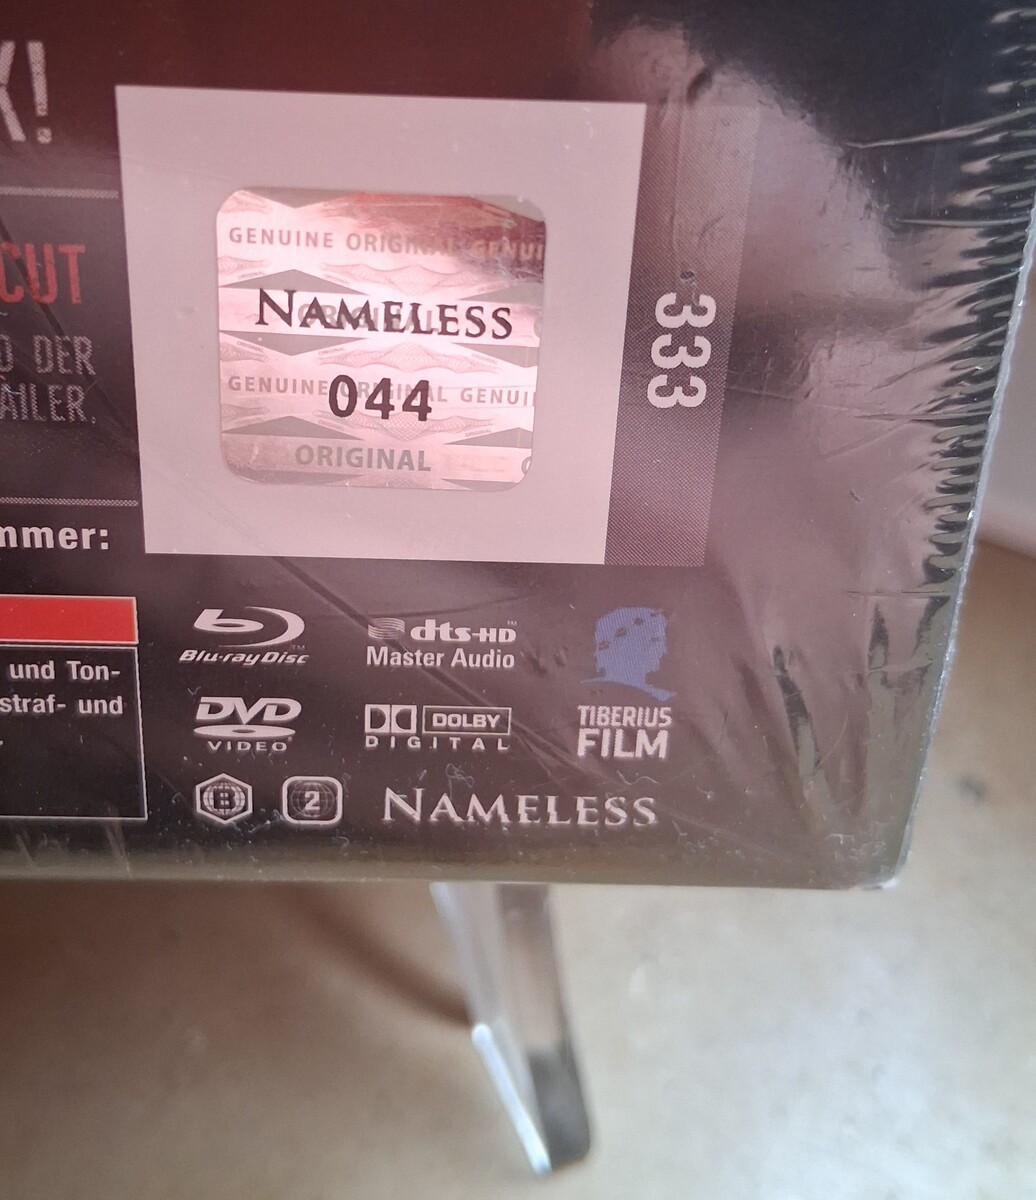 K!
CUT
D DER
AILER.
mmer:
und Ton-
straf- und
GENUINE ORIGINAL GENUI
ORIGINAL
NAMELESS
GENUINE ORIGINAL GENUI
044
ORIGINAL
333
Blu-ray Disc
dts-HD
Master Audio
DVD
VIDEO
DOLBY
DIGITAL
TIBERIUS
FILM
B
2
NAMELESS